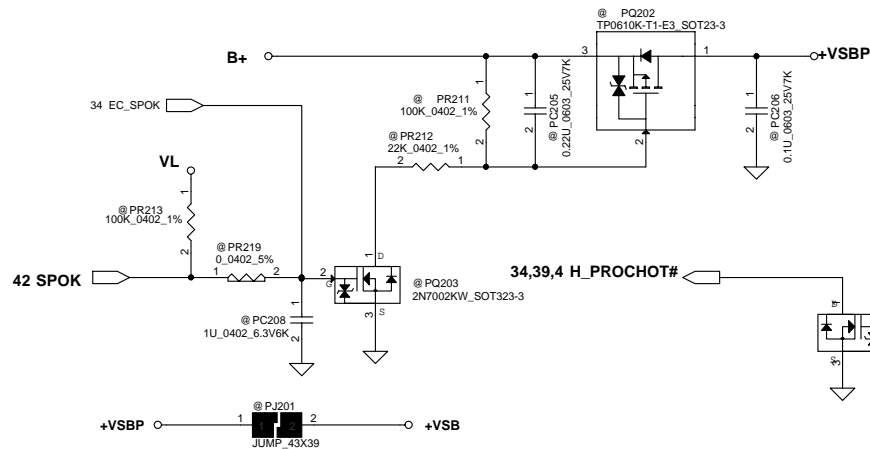 @ PQ202
TP0610K-T1-E3_SOT23-3
B+
3
1
+VSBP
34 EC_SPOK
1
2
@ PR211
100K_0402_1%
1
2
@ PC205
0.22U_0603_25V7K
2
1
2
@ PC206
0.1U_0603_25V7K
@ PR212
22K_0402_1%
2
1
VL
1
2
@ PR213
100K_0402_1%
@ PR219
0_0402_5%
42 SPOK
1
2
2
G
1
D
S
3
@ PQ203
2N7002KW_SOT323-3
34,39,4 H_PROCHOT#
1
D
S
3
1
2
@ PC208
1U_0402_6.3V6K
@ PJ201
+VSBP
1
1
2
2
+VSB
JUMP_43X39